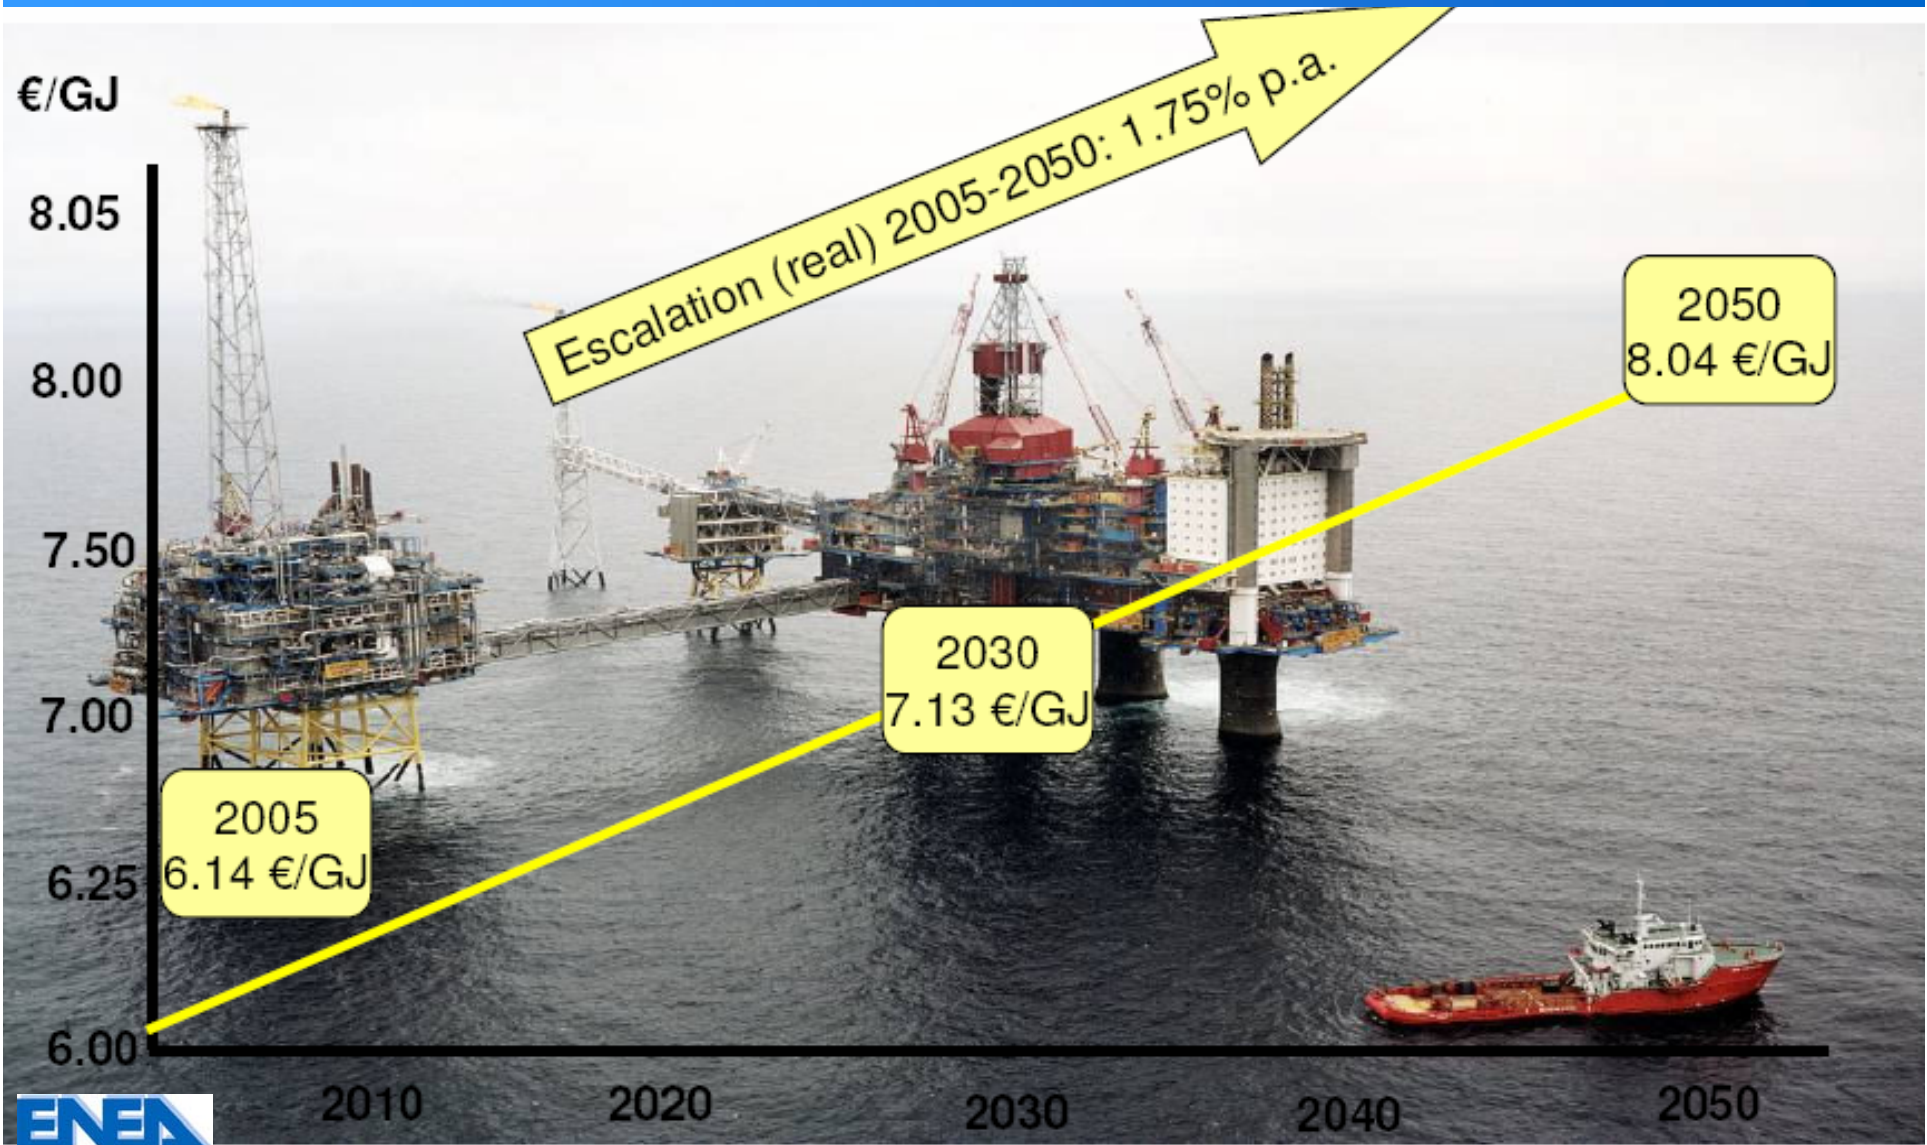 €/GJ
8.05
8.00
7.50
7.00
6.25
6.00
Escalation (real) 2005-2050: 1.75% p.a.
2005
6.14 €/GJ
2030
7.13 €/GJ
2050
8.04 €/GJ
2010
2020
2030
2040
2050
ENEA